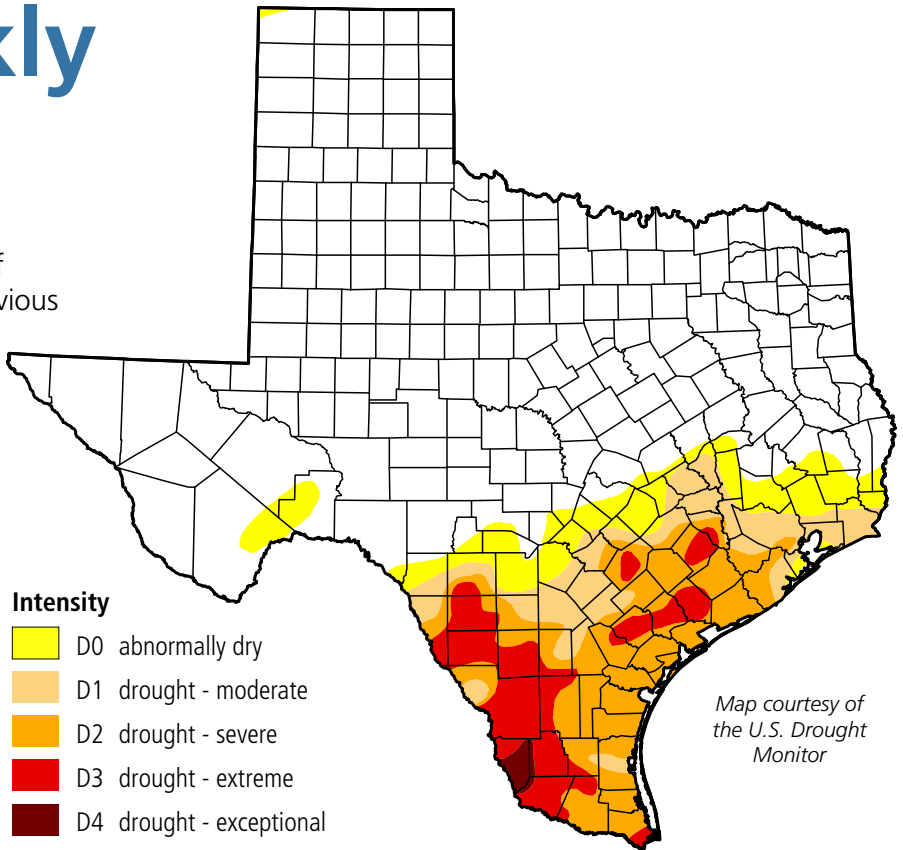 kly
f
vious
Intensity
D0 abnormally dry
D1 drought - moderate
D2 drought - severe
D3 drought - extreme
D4 drought - exceptional
Map courtesy of
the U.S. Drought
Monitor